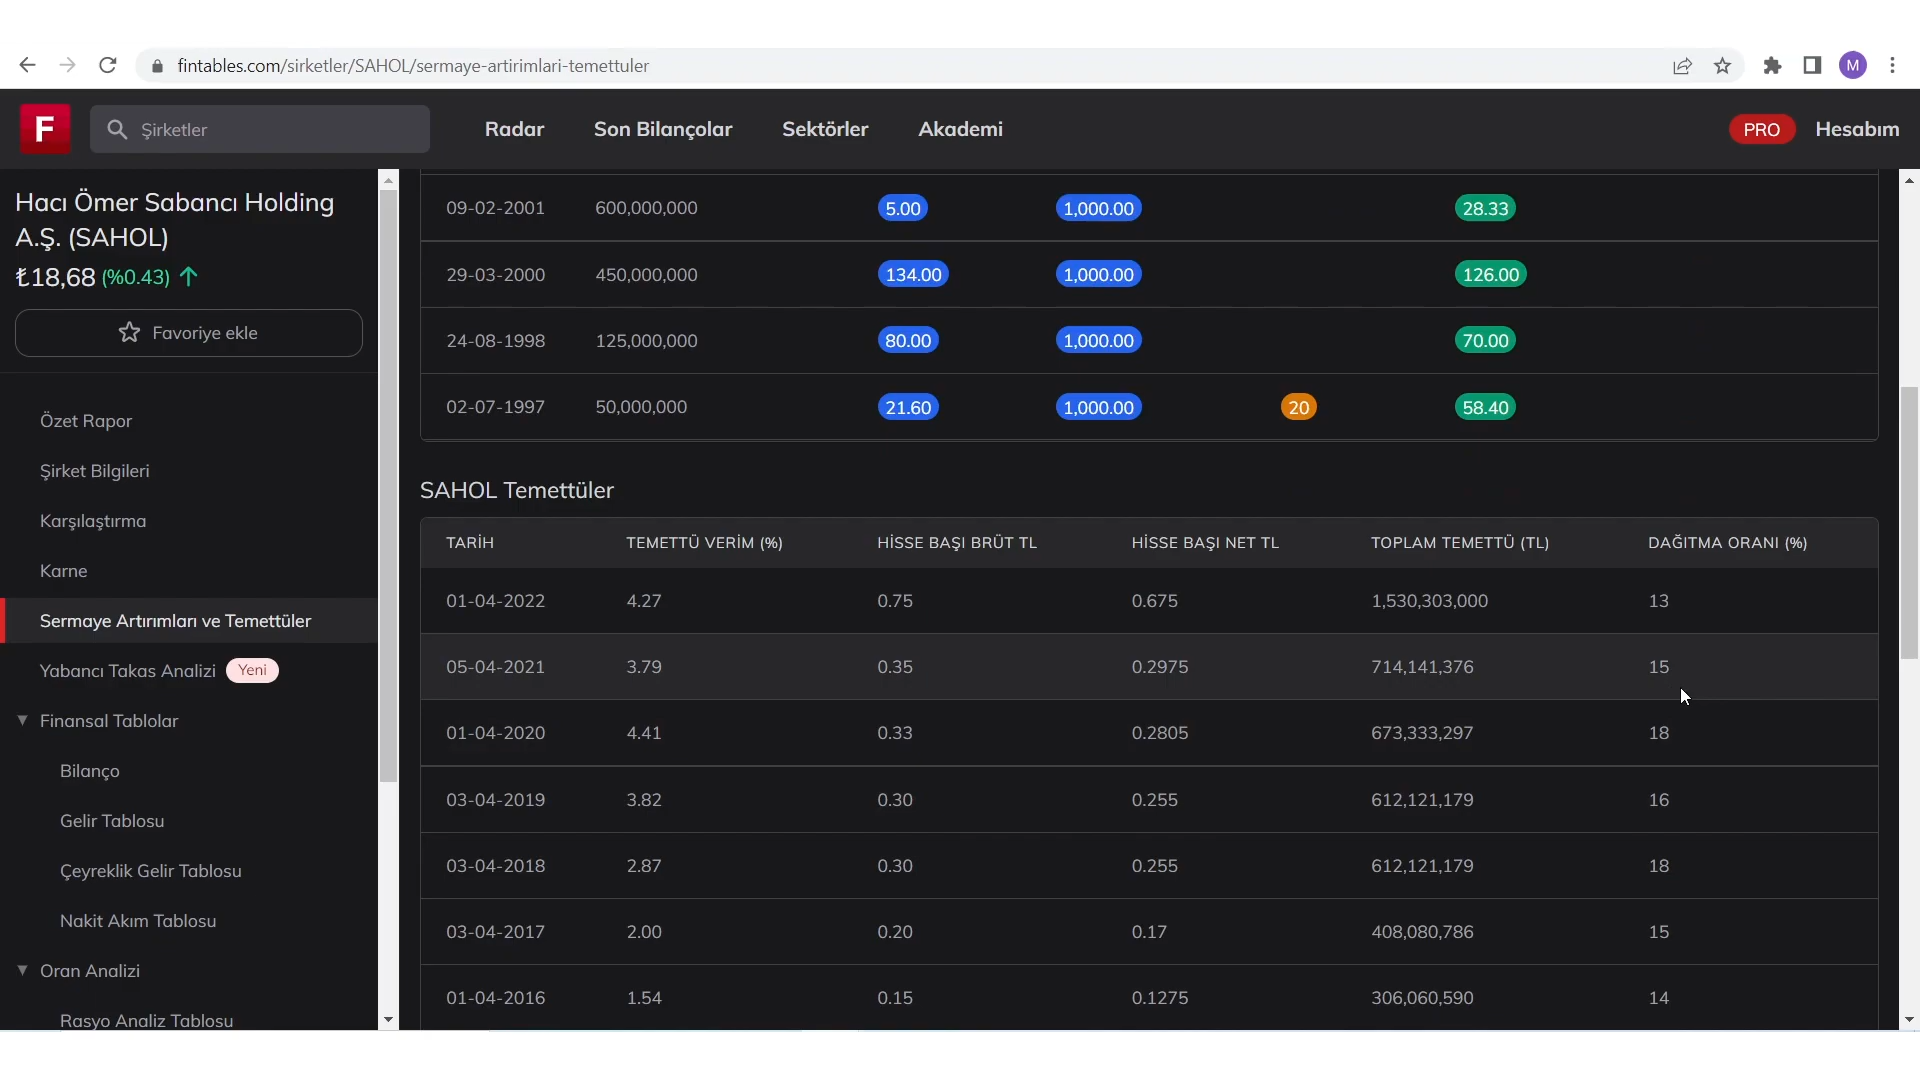 fintables.com/sirketler/SAHOL/sermaye-artirimlari-temettuler
M
F
Şirketler
Radar
Son Bilançolar
Sektörler
Akademi
PRO
Hesabım
Hacı Ömer Sabancı Holding
A.Ş. (SAHOL)
₺18,68 (%0.43)
Favoriye ekle
Özet Rapor
Şirket Bilgileri
Karşılaştırma
Karne
Sermaye Artırımları ve Temettüler
Yabancı Takas Analizi Yeni
Finansal Tablolar
Bilanço
Gelir Tablosu
Çeyreklik Gelir Tablosu
Nakit Akım Tablosu
Oran Analizi
Rasyo Analiz Tablosu
09-02-2001 600,000,000 5.00 1,000.00 28.33
29-03-2000 450,000,000 134.00 1,000.00 126.00
24-08-1998 125,000,000 80.00 1,000.00 70.00
02-07-1997 50,000,000 21.60 1,000.00 20 58.40
SAHOL Temettüler
TARİH TEMETTÜ VERİM (%) HİSSE BAŞI BRÜT TL HİSSE BAŞI NET TL TOPLAM TEMETTÜ (TL) DAĞITMA ORANI (%)
01-04-2022 4.27 0.75 0.675 1,530,303,000 13
05-04-2021 3.79 0.35 0.2975 714,141,376 15
01-04-2020 4.41 0.33 0.2805 673,333,297 18
03-04-2019 3.82 0.30 0.255 612,121,179 16
03-04-2018 2.87 0.30 0.255 612,121,179 18
03-04-2017 2.00 0.20 0.17 408,080,786 15
01-04-2016 1.54 0.15 0.1275 306,060,590 14